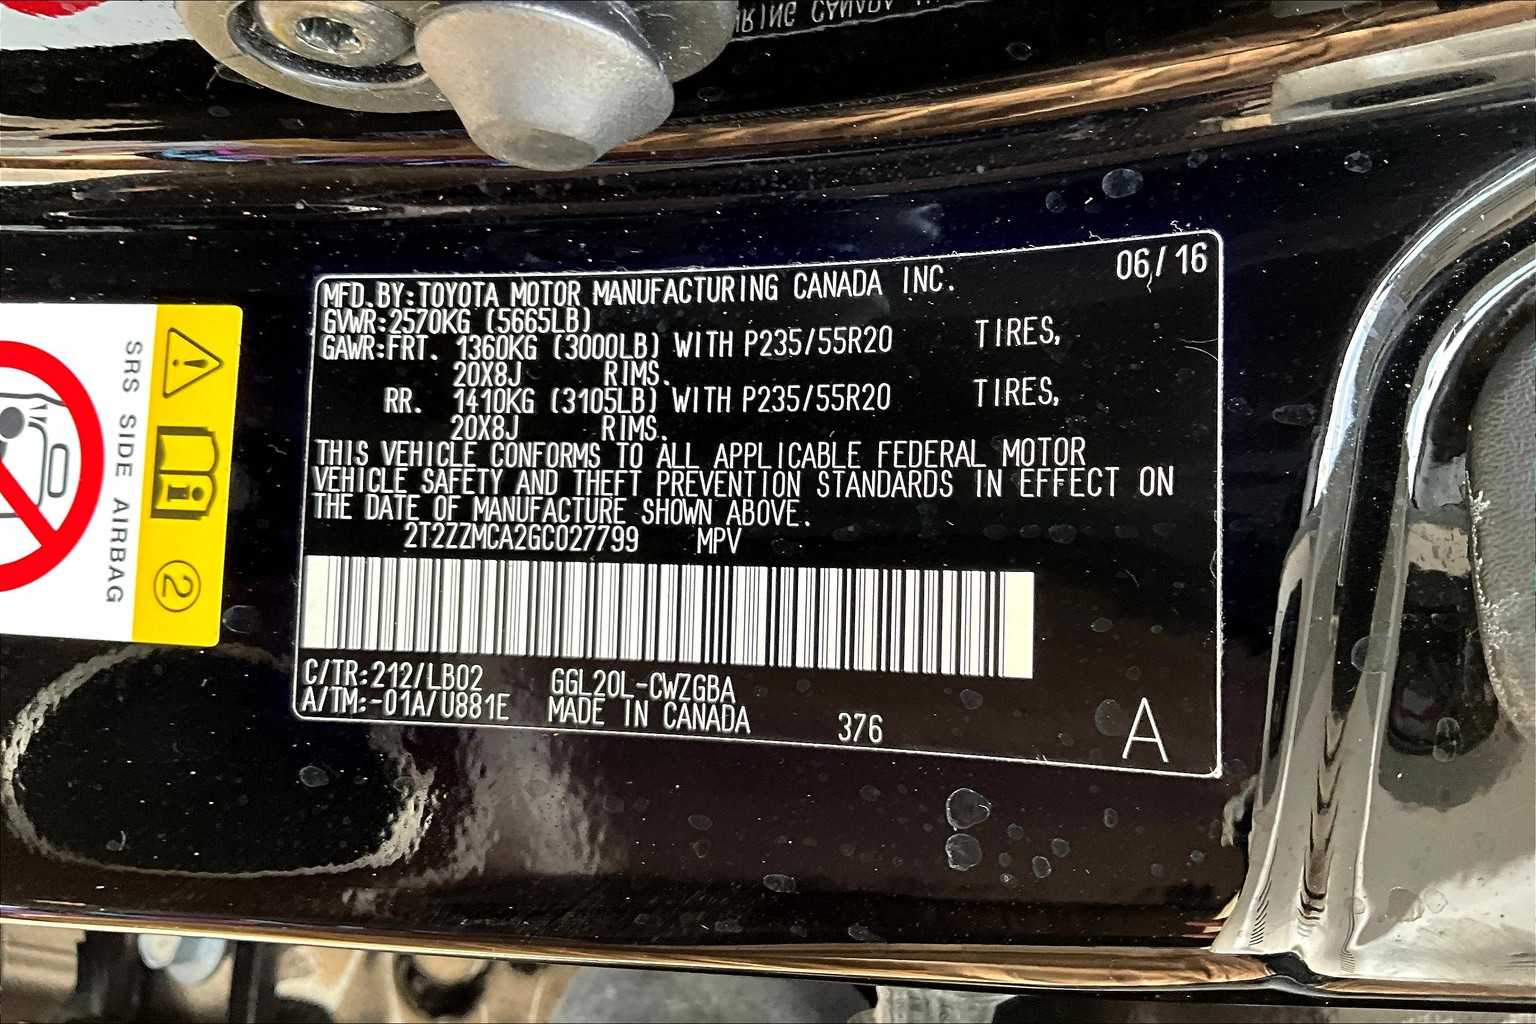 URING CANADA
06/16
MFD.BY:TOYOTA MOTOR MANUFACTURING CANADA INC.
GVWR:2570KG (5665LB)
GAWR:FRT. 1360KG (3000LB) WITH P235/55R20 TIRES,
20X8J RIMS.
RR. 1410KG (3105LB) WITH P235/55R20 TIRES,
20X8J RIMS.
THIS VEHICLE CONFORMS TO ALL APPLICABLE FEDERAL MOTOR
VEHICLE SAFETY AND THEFT PREVENTION STANDARDS IN EFFECT ON
THE DATE OF MANUFACTURE SHOWN ABOVE.
2T2ZZMCA2GC027799 MPV
C/TR:212/LB02 GGL20L-CWZGBA
A/TM:-01A/U881E MADE IN CANADA 376 A
SRS SIDE AIRBAG
2